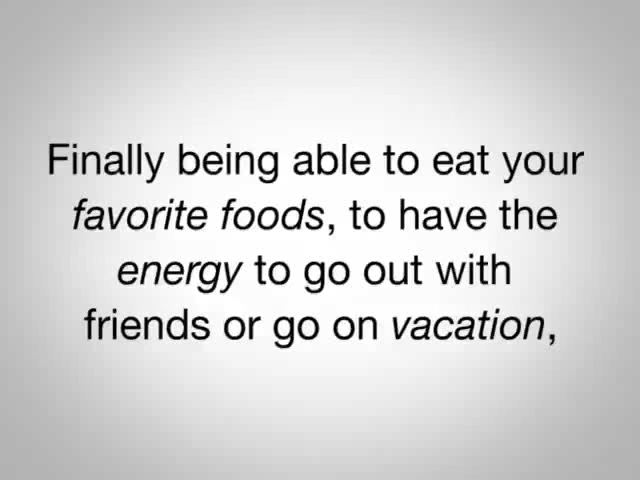 Finally being able to eat your
favorite foods, to have the
energy to go out with
friends or go on vacation,